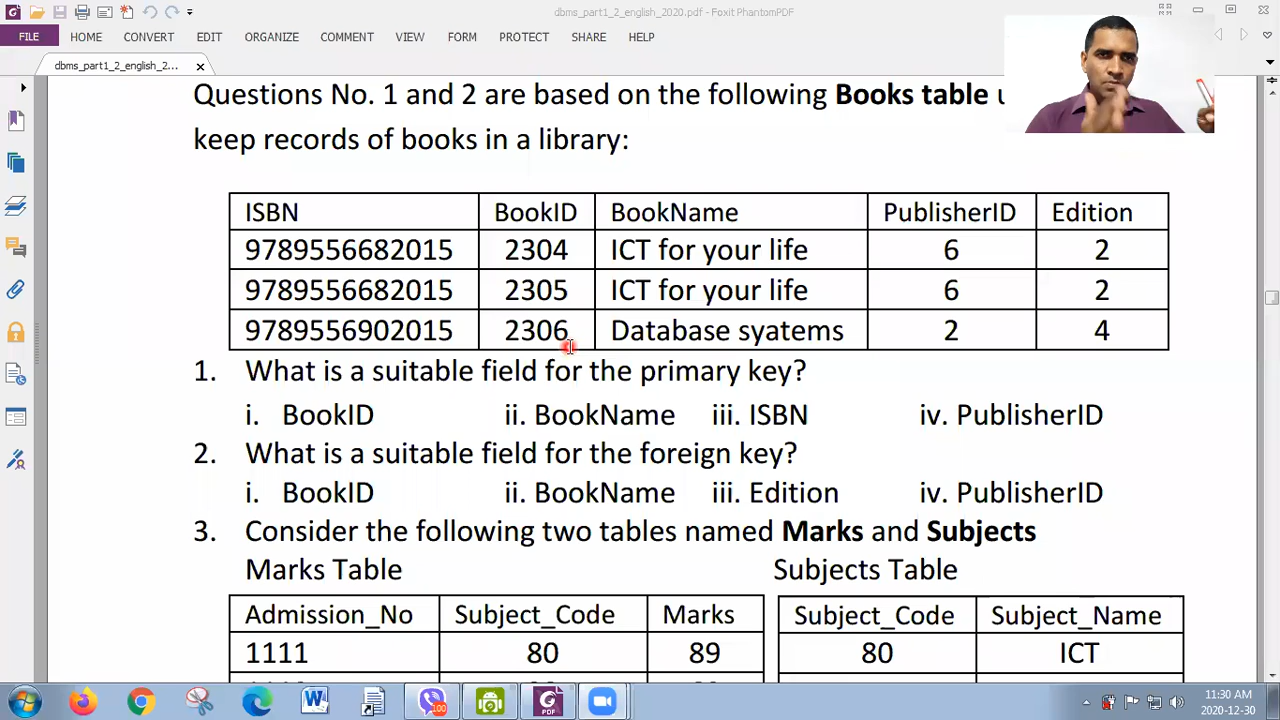 dbms_part1_2_english_2020.pdf - Foxit PhantomPDF
FILE HOME CONVERT EDIT ORGANIZE COMMENT VIEW FORM PROTECT SHARE HELP
dbms_part1_2_english_2...
Questions No. 1 and 2 are based on the following Books table
keep records of books in a library:
ISBN BookID BookName PublisherID Edition
9789556682015 2304 ICT for your life 6 2
9789556682015 2305 ICT for your life 6 2
9789556902015 2306 Database syatems 2 4
1. What is a suitable field for the primary key?
i. BookID ii. BookName iii. ISBN iv. PublisherID
2. What is a suitable field for the foreign key?
i. BookID ii. BookName iii. Edition iv. PublisherID
3. Consider the following two tables named Marks and Subjects
Marks Table Subjects Table
Admission_No Subject_Code Marks Subject_Code Subject_Name
1111 80 89 80 ICT
100
PDF
11:30 AM
2020-12-30